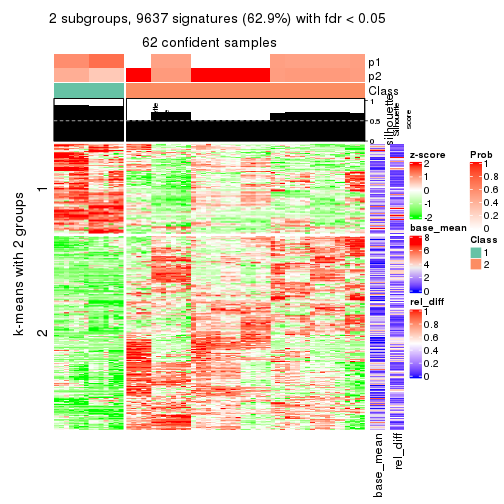 2 subgroups, 9637 signatures (62.9%) with fdr < 0.05
62 confident samples
p1
p2
Class
1
0.5
0
silhouette
Silhouette
score
k-means with 2 groups
1
2
z-score
2
1
0
-1
-2
base_mean
8
6
4
2
0
rel_diff
1
0.8
0.6
0.4
0.2
0
Prob
1
0.8
0.6
0.4
0.2
0
Class
1
2
base_mean
rel_diff